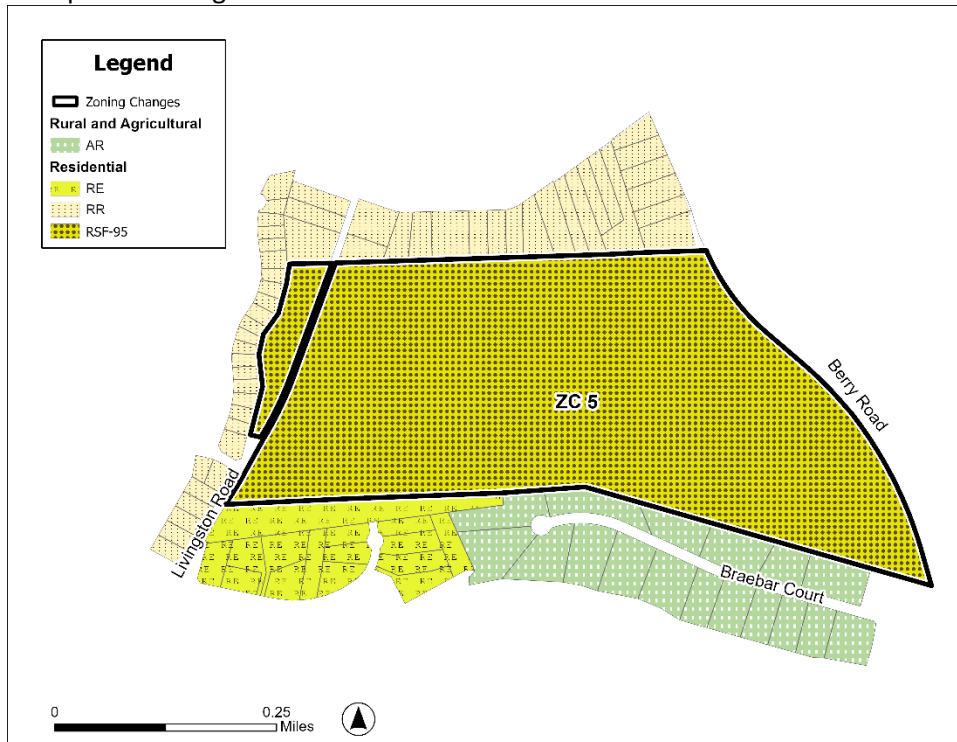 Legend
Zoning Changes
Rural and Agricultural
AR
Residential
RE
RR
RSF-95
ZC 5
Berry Road
Livingston Road
Braebar Court
0 0.25
Miles